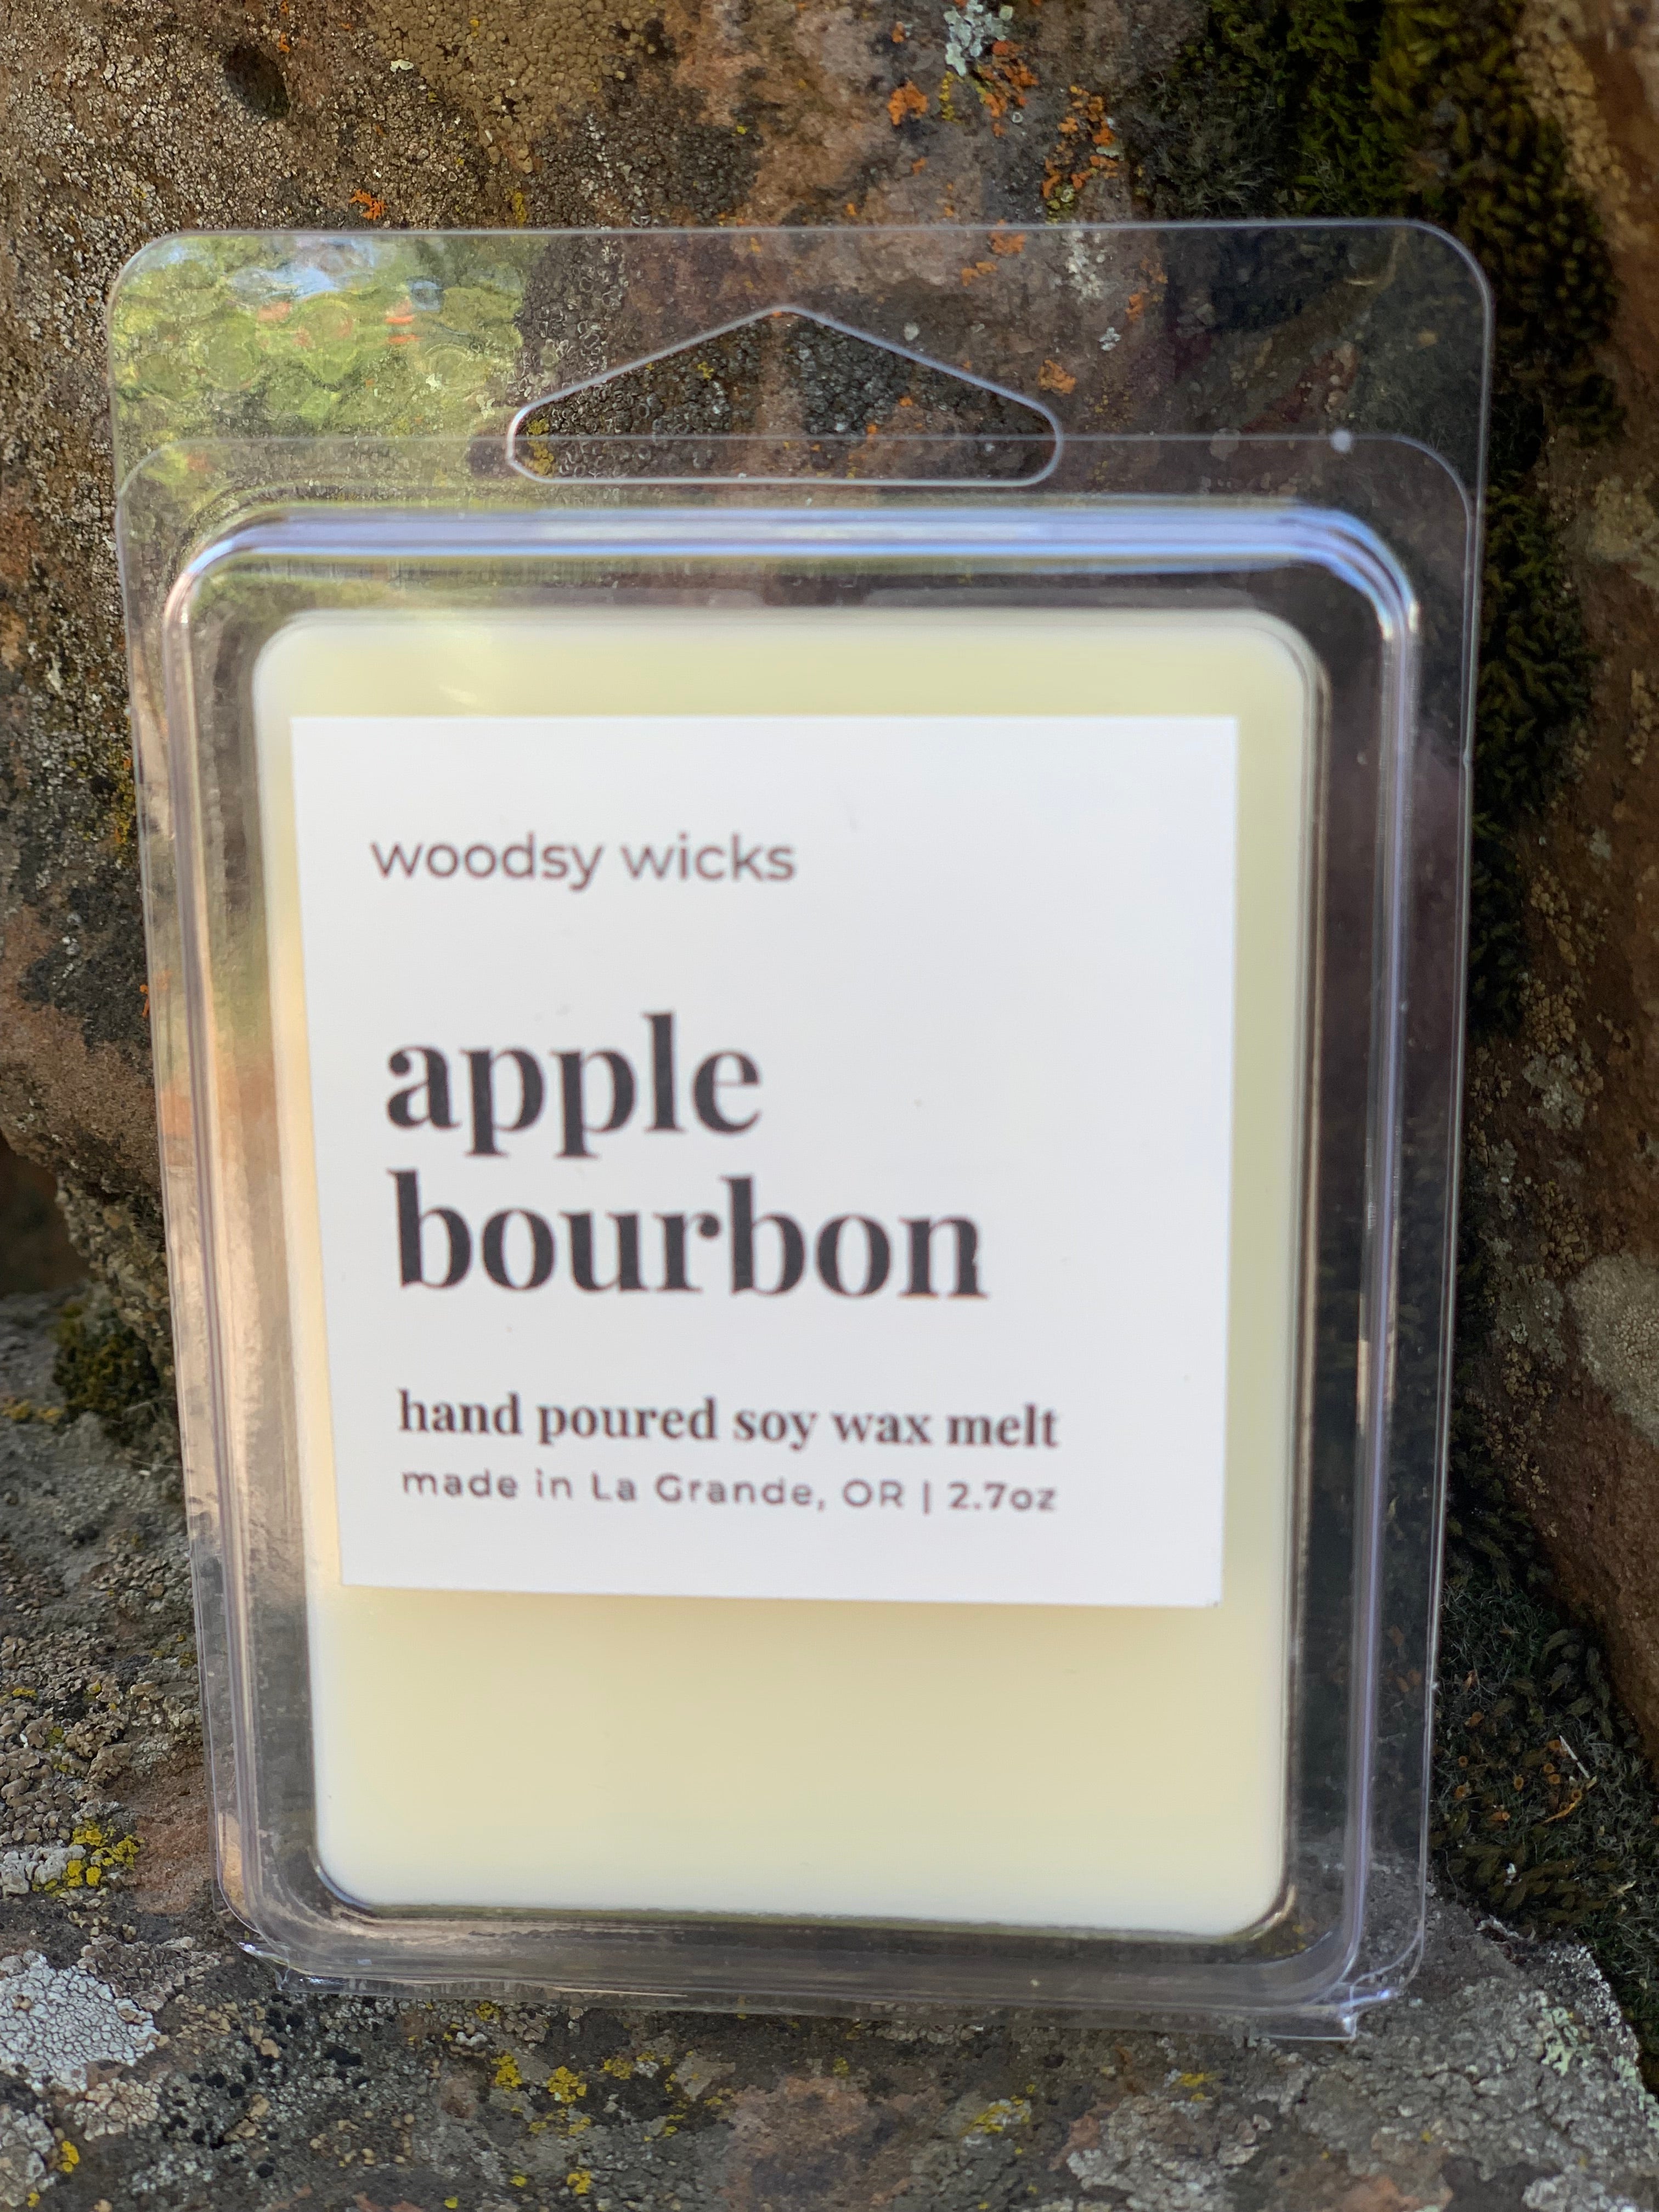 woodsy wicks
apple
bourbon
hand poured soy wax melt
made in La Grande, OR | 2.7oz